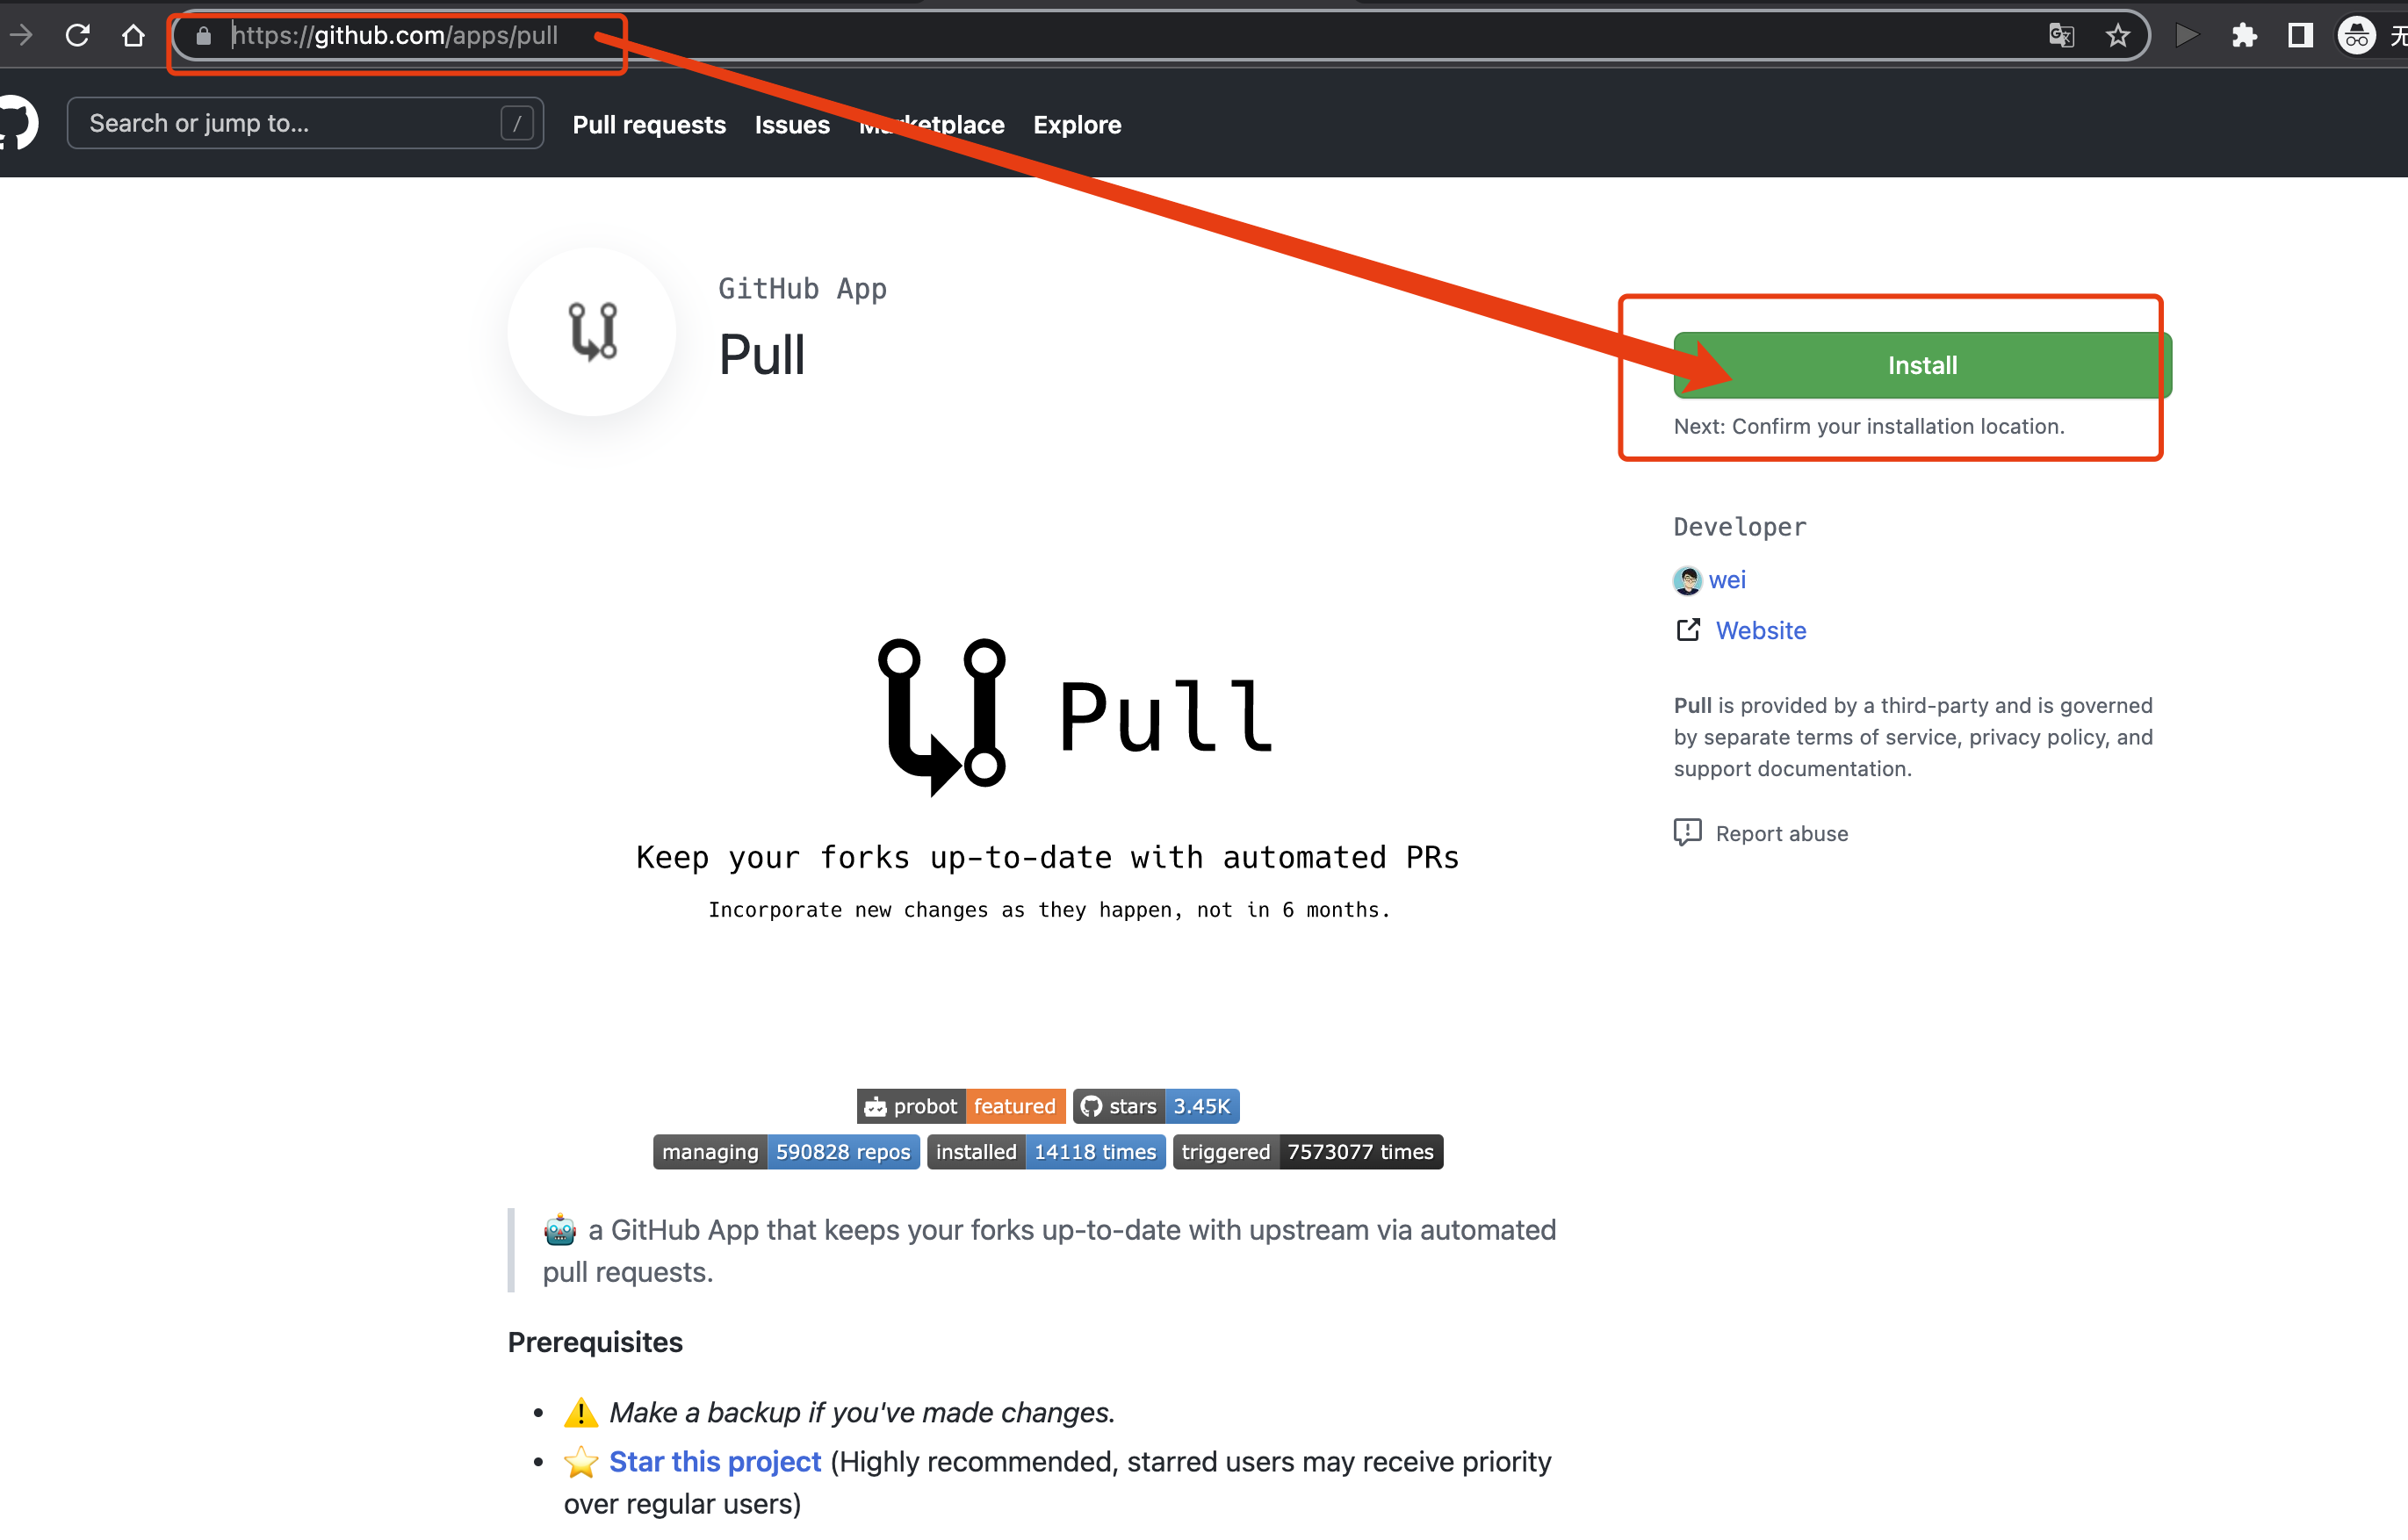 https://github.com/apps/pull
无
Search or jump to...
/
Pull requests
Issues
Marketplace
Explore
GitHub App
Pull
Install
Next: Confirm your installation location.
Developer
wei
Website
Pull is provided by a third-party and is governed
by separate terms of service, privacy policy, and
support documentation.
Report abuse
Pull
Keep your forks up-to-date with automated PRs
Incorporate new changes as they happen, not in 6 months.
probot featured
stars 3.45K
managing 590828 repos
installed 14118 times
triggered 7573077 times
a GitHub App that keeps your forks up-to-date with upstream via automated
pull requests.
Prerequisites
Make a backup if you've made changes.
Star this project (Highly recommended, starred users may receive priority
over regular users)